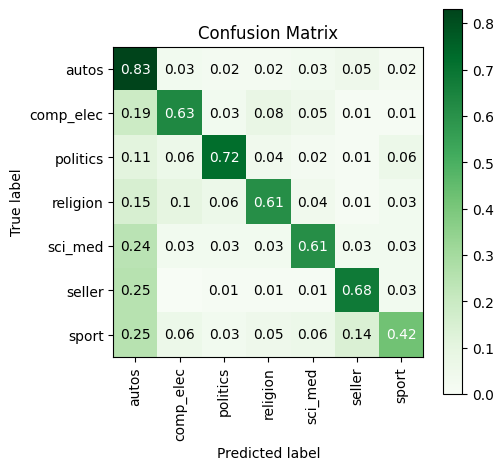 Confusion Matrix
autos 0.83 0.03 0.02 0.02 0.03 0.05 0.02
comp_elec 0.19 0.63 0.03 0.08 0.05 0.01 0.01
politics 0.11 0.06 0.72 0.04 0.02 0.01 0.06
religion 0.15 0.1 0.06 0.61 0.04 0.01 0.03
sci_med 0.24 0.03 0.03 0.03 0.61 0.03 0.03
seller 0.25 0.01 0.01 0.01 0.68 0.03
sport 0.25 0.06 0.03 0.05 0.06 0.14 0.42
autos comp_elec politics religion sci_med seller sport
Predicted label
True label
0.8
0.7
0.6
0.5
0.4
0.3
0.2
0.1
0.0